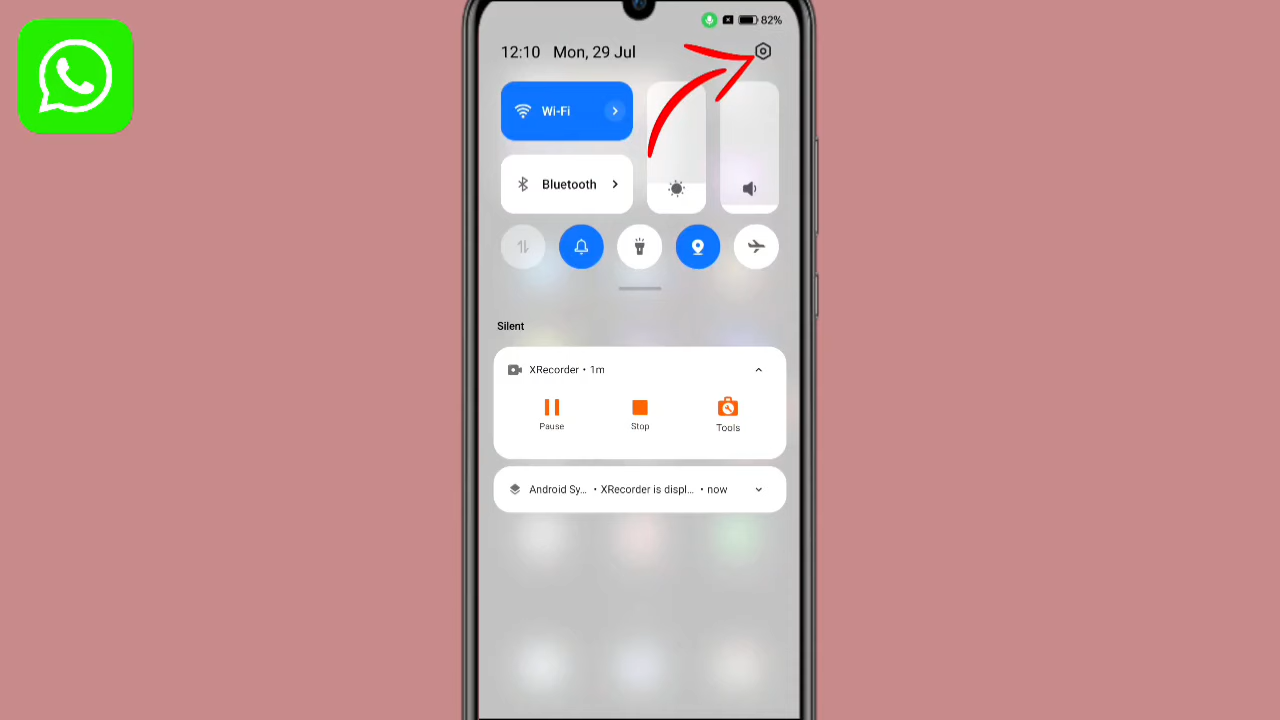 82%
12:10 Mon, 29 Jul
Wi-Fi
Bluetooth
Silent
XRecorder • 1m
Pause Stop Tools
Android Sy... • XRecorder is displ... • now